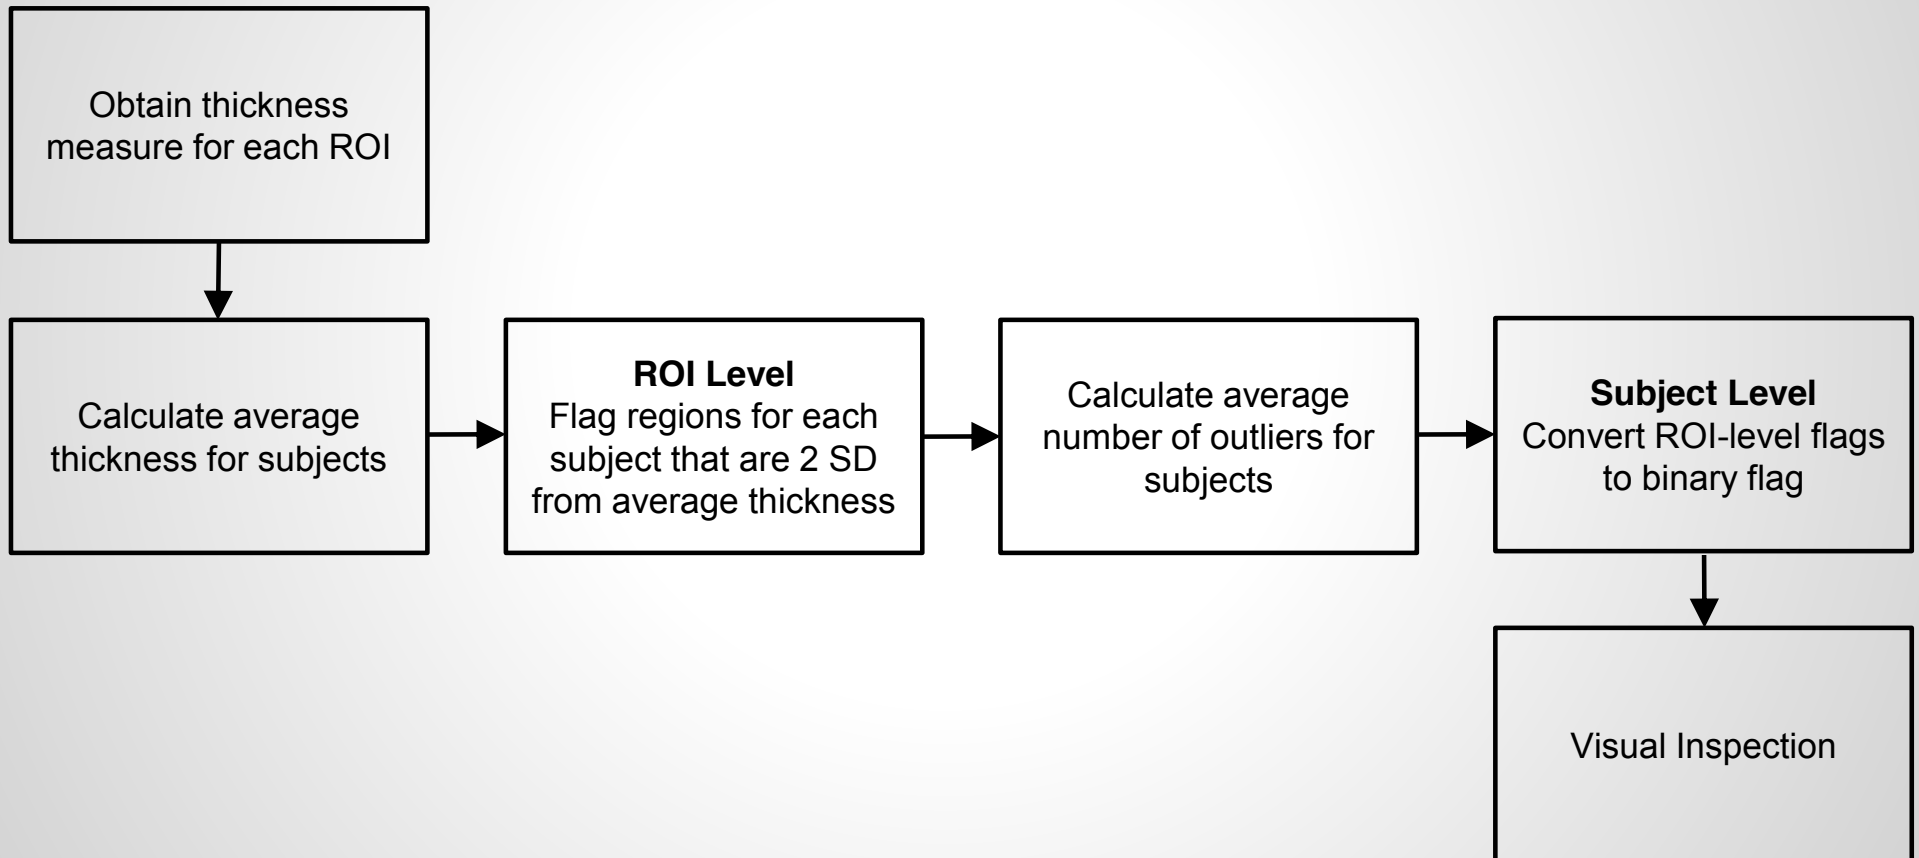 Obtain thickness
measure for each ROI
Calculate average
thickness for subjects
ROI Level
Flag regions for each
subject that are 2 SD
from average thickness
Calculate average
number of outliers for
subjects
Subject Level
Convert ROI-level flags
to binary flag
Visual Inspection